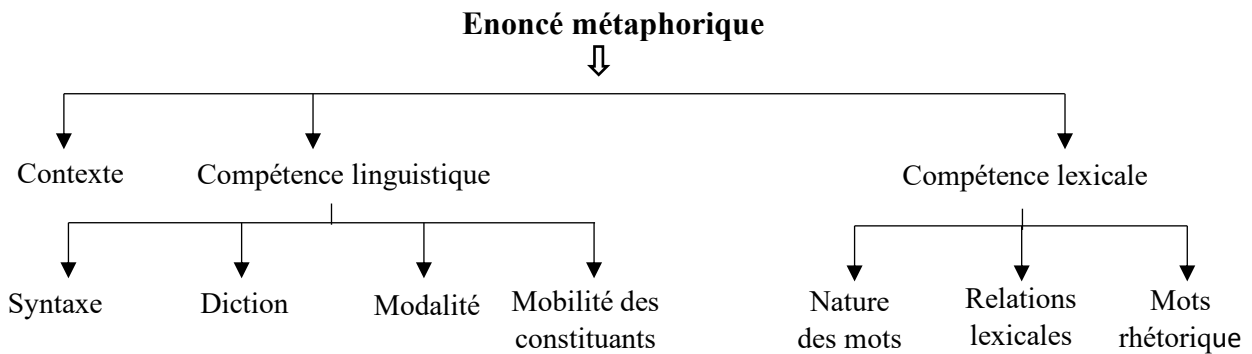 Enoncé métaphorique
Contexte
Compétence linguistique
Compétence lexicale
Syntaxe
Diction
Modalité
Mobilité des
constituants
Nature
des mots
Relations
lexicales
Mots
rhétorique